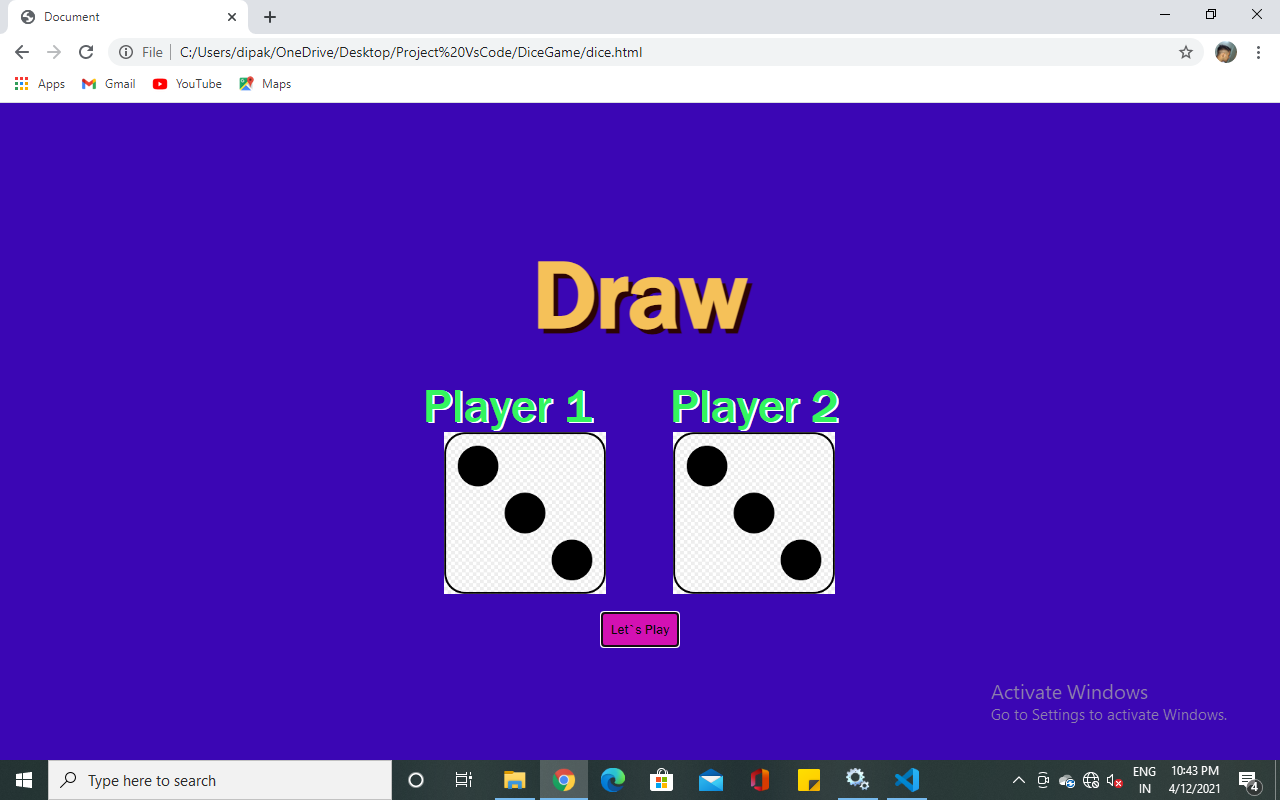 Document
File
C:/Users/dipak/OneDrive/Desktop/Project%20VsCode/DiceGame/dice.html
Apps
Gmail
YouTube
Maps
Draw
Player 1
Player 2
Let`s Play
Activate Windows
Go to Settings to activate Windows.
Type here to search
ENG
IN
10:43 PM
4/12/2021
4